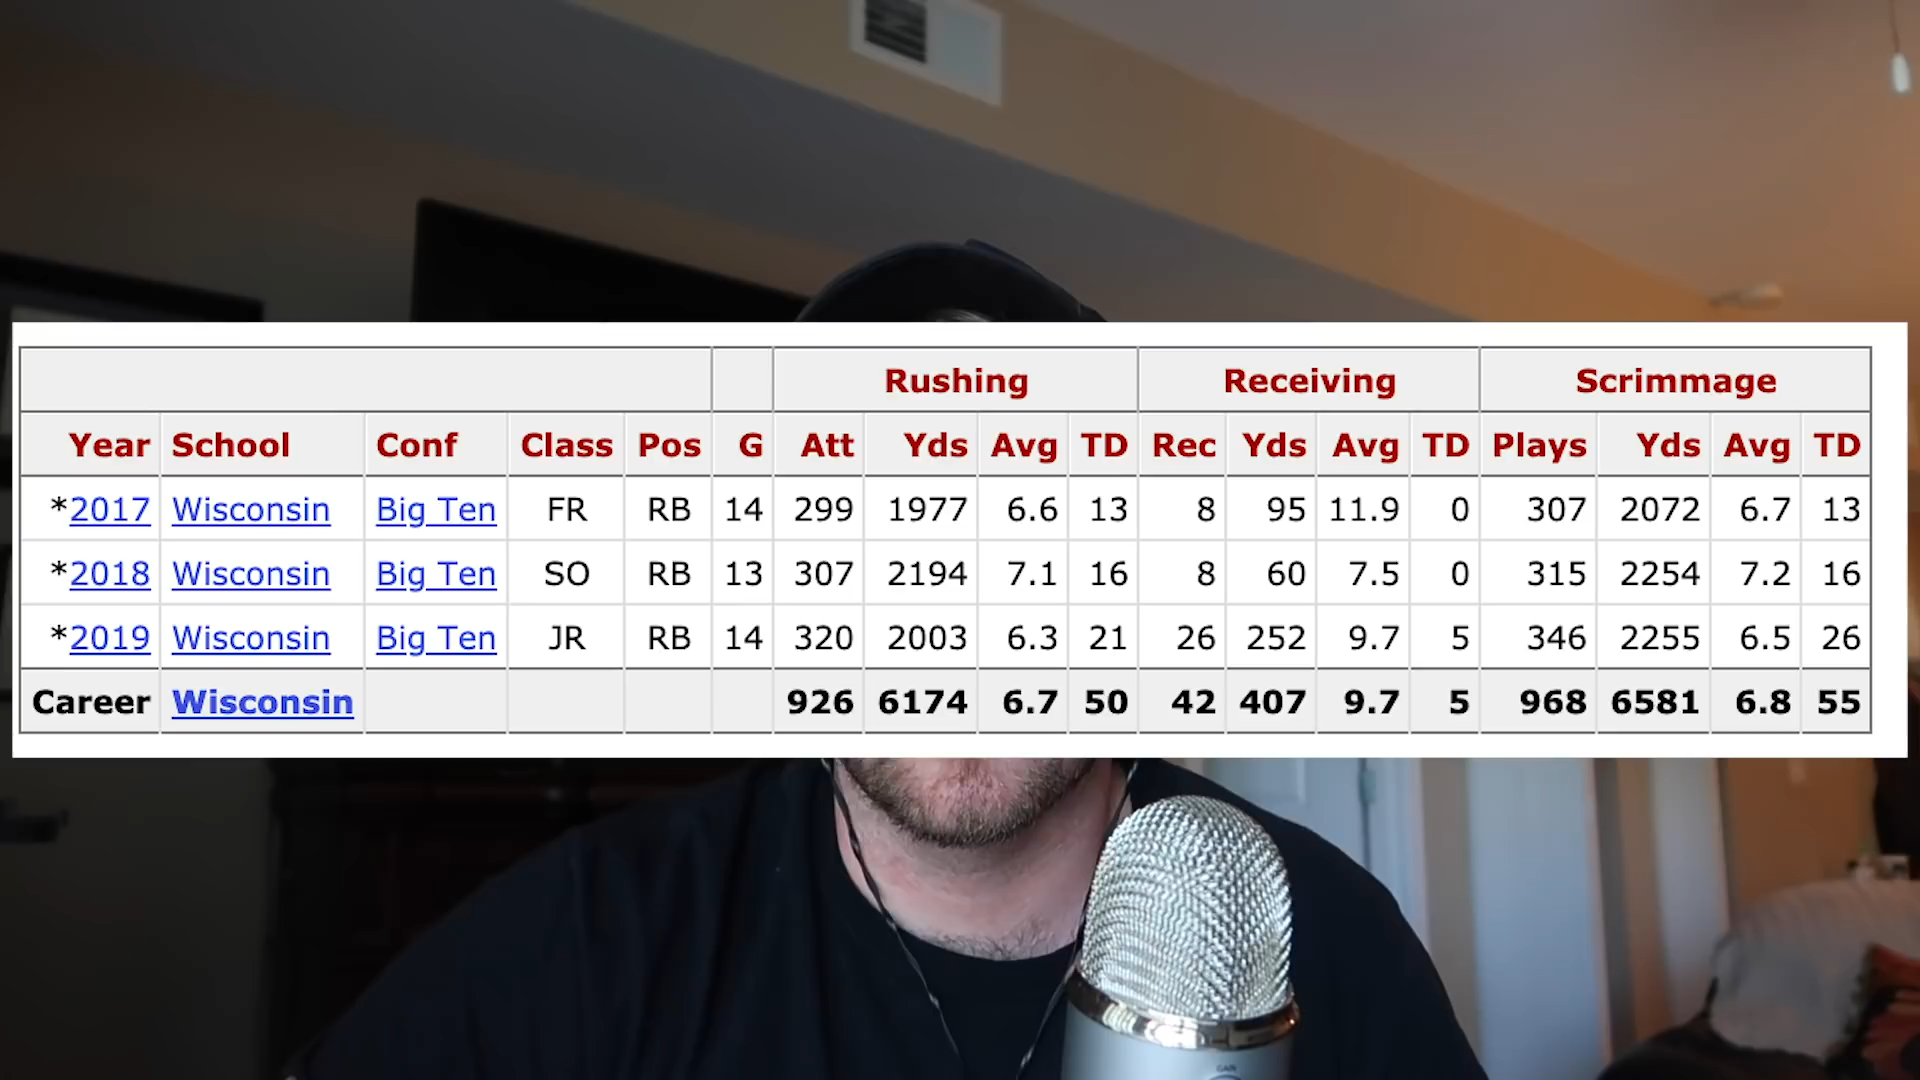 Rushing Receiving Scrimmage
Year School Conf Class Pos G Att Yds Avg TD Rec Yds Avg TD Plays Yds Avg TD
*2017 Wisconsin Big Ten FR RB 14 299 1977 6.6 13 8 95 11.9 0 307 2072 6.7 13
*2018 Wisconsin Big Ten SO RB 13 307 2194 7.1 16 8 60 7.5 0 315 2254 7.2 16
*2019 Wisconsin Big Ten JR RB 14 320 2003 6.3 21 26 252 9.7 5 346 2255 6.5 26
Career Wisconsin 926 6174 6.7 50 42 407 9.7 5 968 6581 6.8 55
GAIN